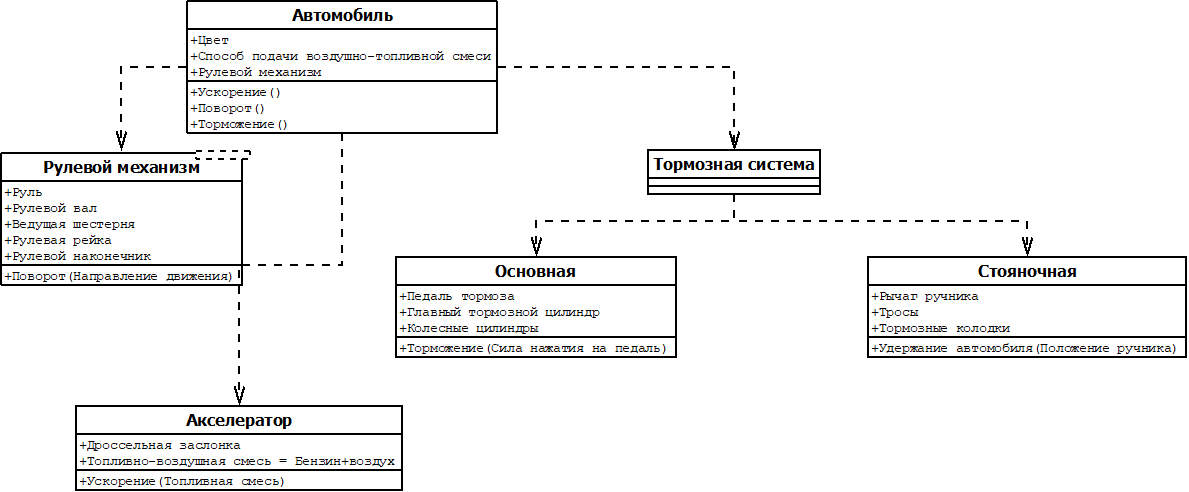 Автомобиль
+Цвет
+Способ подачи воздушно-топливной смеси
+Рулевой механизм
+Ускорение()
+Поворот()
+Торможение()
Рулевой механизм
+Руль
+Рулевой вал
+Ведущая шестерня
+Рулевая рейка
+Рулевой наконечник
+Поворот(Направление движения)
Тормозная система
Основная
+Педаль тормоза
+Главный тормозной цилиндр
+Колесные цилиндры
+Торможение(Сила нажатия на педаль)
Стояночная
+Рычаг ручника
+Тросы
+Тормозные колодки
+Удержание автомобиля(Положение ручника)
Акселератор
+Дроссельная заслонка
+Топливно-воздушная смесь = Бензин+воздух
+Ускорение(Топливная смесь)